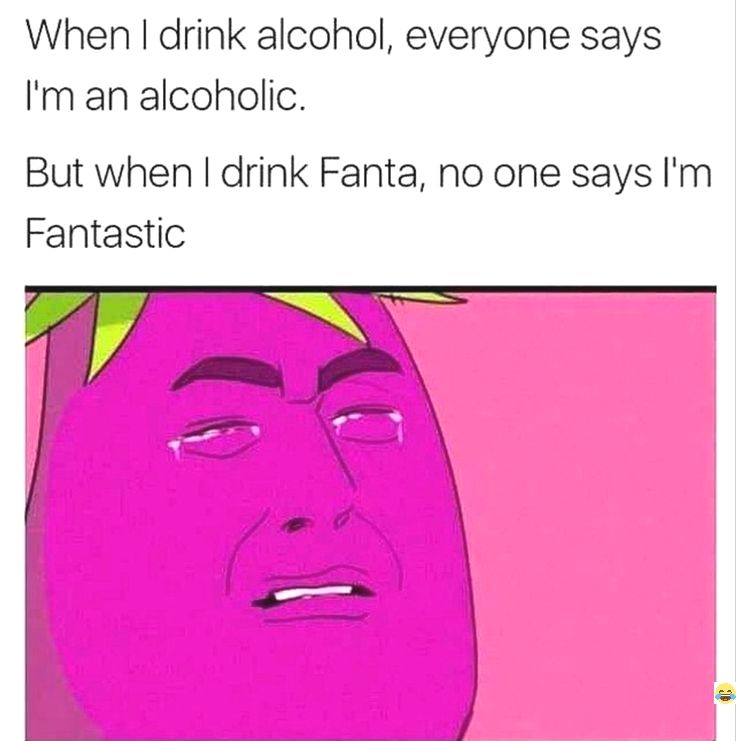 When I drink alcohol, everyone says
I'm an alcoholic.
But when I drink Fanta, no one says I'm
Fantastic